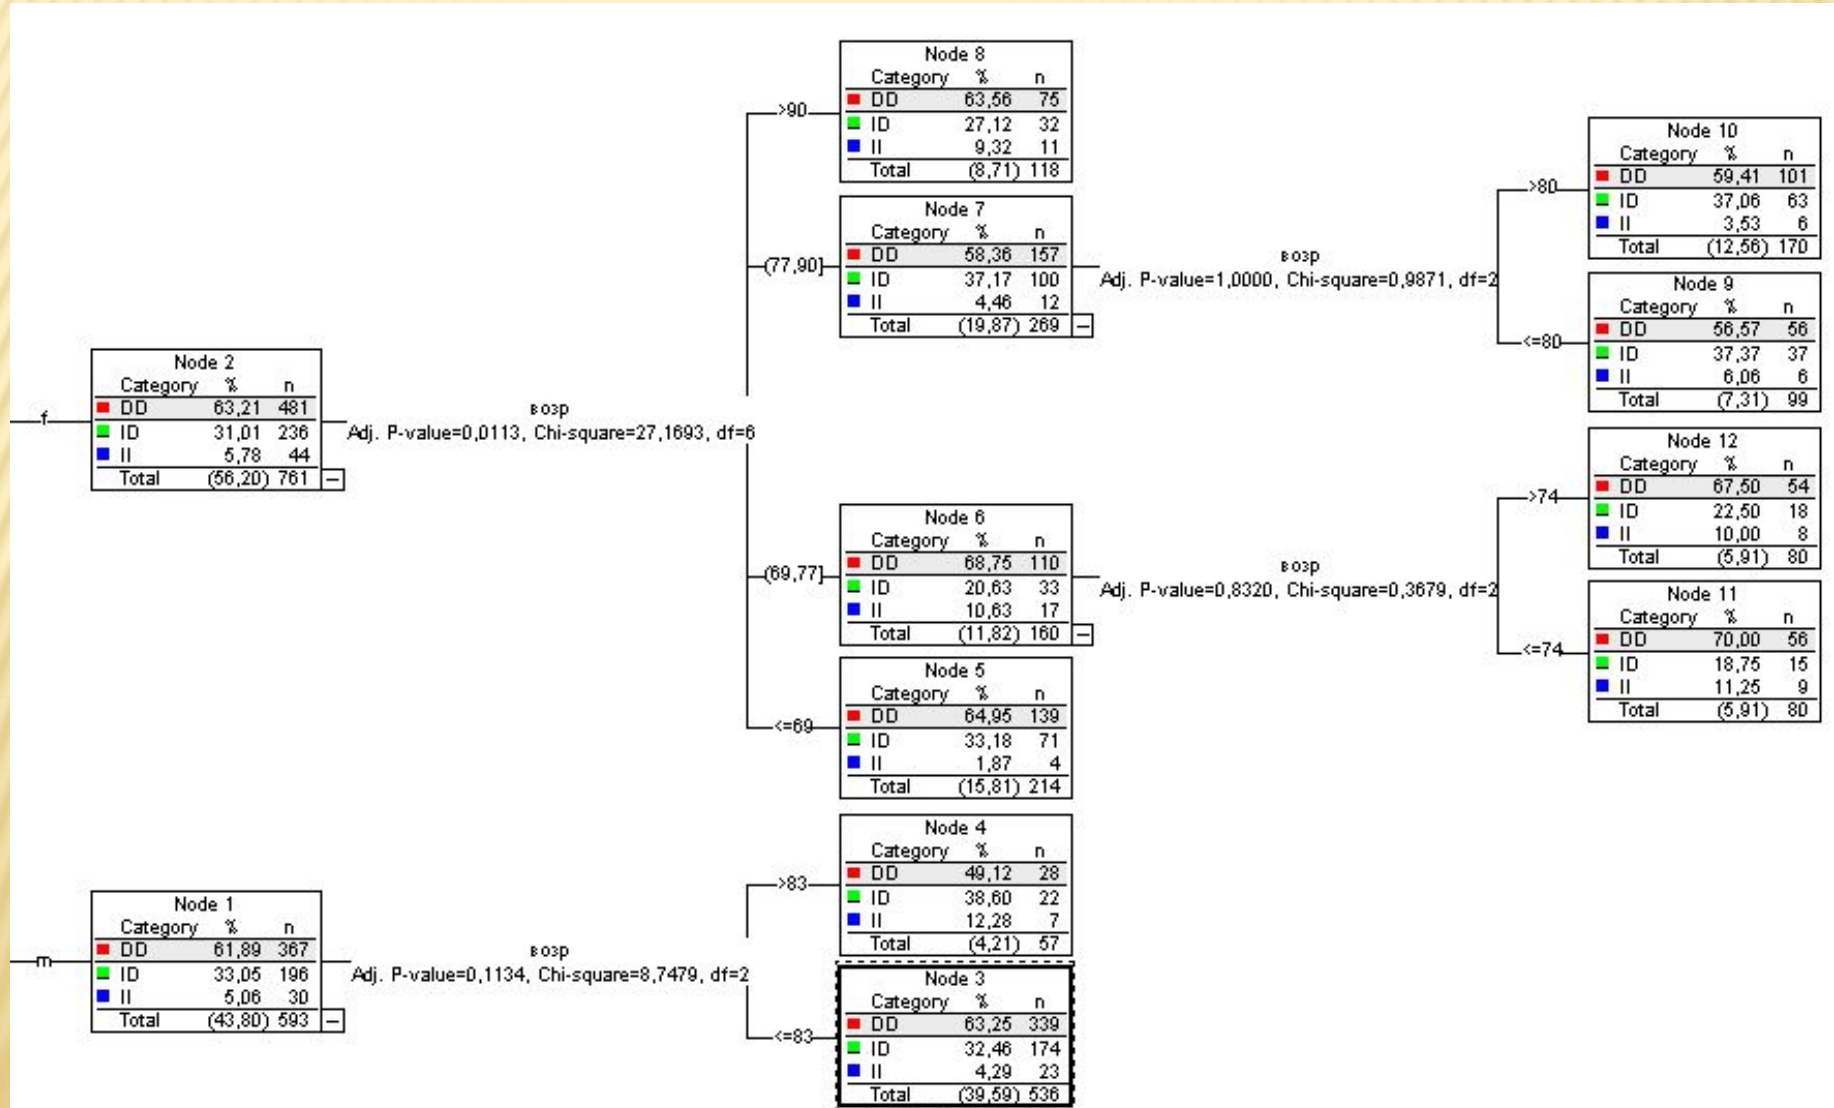 f
Node 2
Category % n
DD 63,21 481
ID 31,01 236
II 5,78 44
Total (56,20) 761
возр
Adj. P-value=0,0113, Chi-square=27,1693, df=6
>90
Node 8
Category % n
DD 63,56 75
ID 27,12 32
II 9,32 11
Total (8,71) 118
(77,90]
Node 7
Category % n
DD 58,36 157
ID 37,17 100
II 4,46 12
Total (19,87) 269
возр
Adj. P-value=1,0000, Chi-square=0,9871, df=2
>80
Node 10
Category % n
DD 59,41 101
ID 37,06 63
II 3,53 6
Total (12,56) 170
<=80
Node 9
Category % n
DD 56,57 56
ID 37,37 37
II 6,06 6
Total (7,31) 99
(69,77]
Node 6
Category % n
DD 68,75 110
ID 20,63 33
II 10,63 17
Total (11,82) 160
возр
Adj. P-value=0,8320, Chi-square=0,3679, df=2
>74
Node 12
Category % n
DD 67,50 54
ID 22,50 18
II 10,00 8
Total (5,91) 80
<=74
Node 11
Category % n
DD 70,00 56
ID 18,75 15
II 11,25 9
Total (5,91) 80
<=69
Node 5
Category % n
DD 64,95 139
ID 33,18 71
II 1,87 4
Total (15,81) 214
m
Node 1
Category % n
DD 61,89 367
ID 33,05 196
II 5,06 30
Total (43,80) 593
возр
Adj. P-value=0,1134, Chi-square=8,7479, df=2
>83
Node 4
Category % n
DD 49,12 28
ID 38,60 22
II 12,28 7
Total (4,21) 57
<=83
Node 3
Category % n
DD 63,25 339
ID 32,46 174
II 4,29 23
Total (39,59) 536